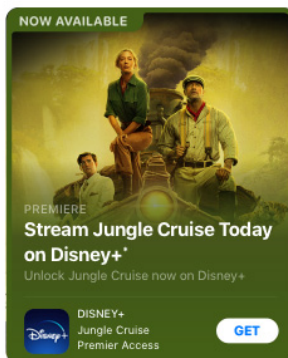 NOW AVAILABLE
PREMIERE
Stream Jungle Cruise Today
on Disney+*
Unlock Jungle Cruise now on Disney+
Disney+
DISNEY+
Jungle Cruise
Premier Access
GET